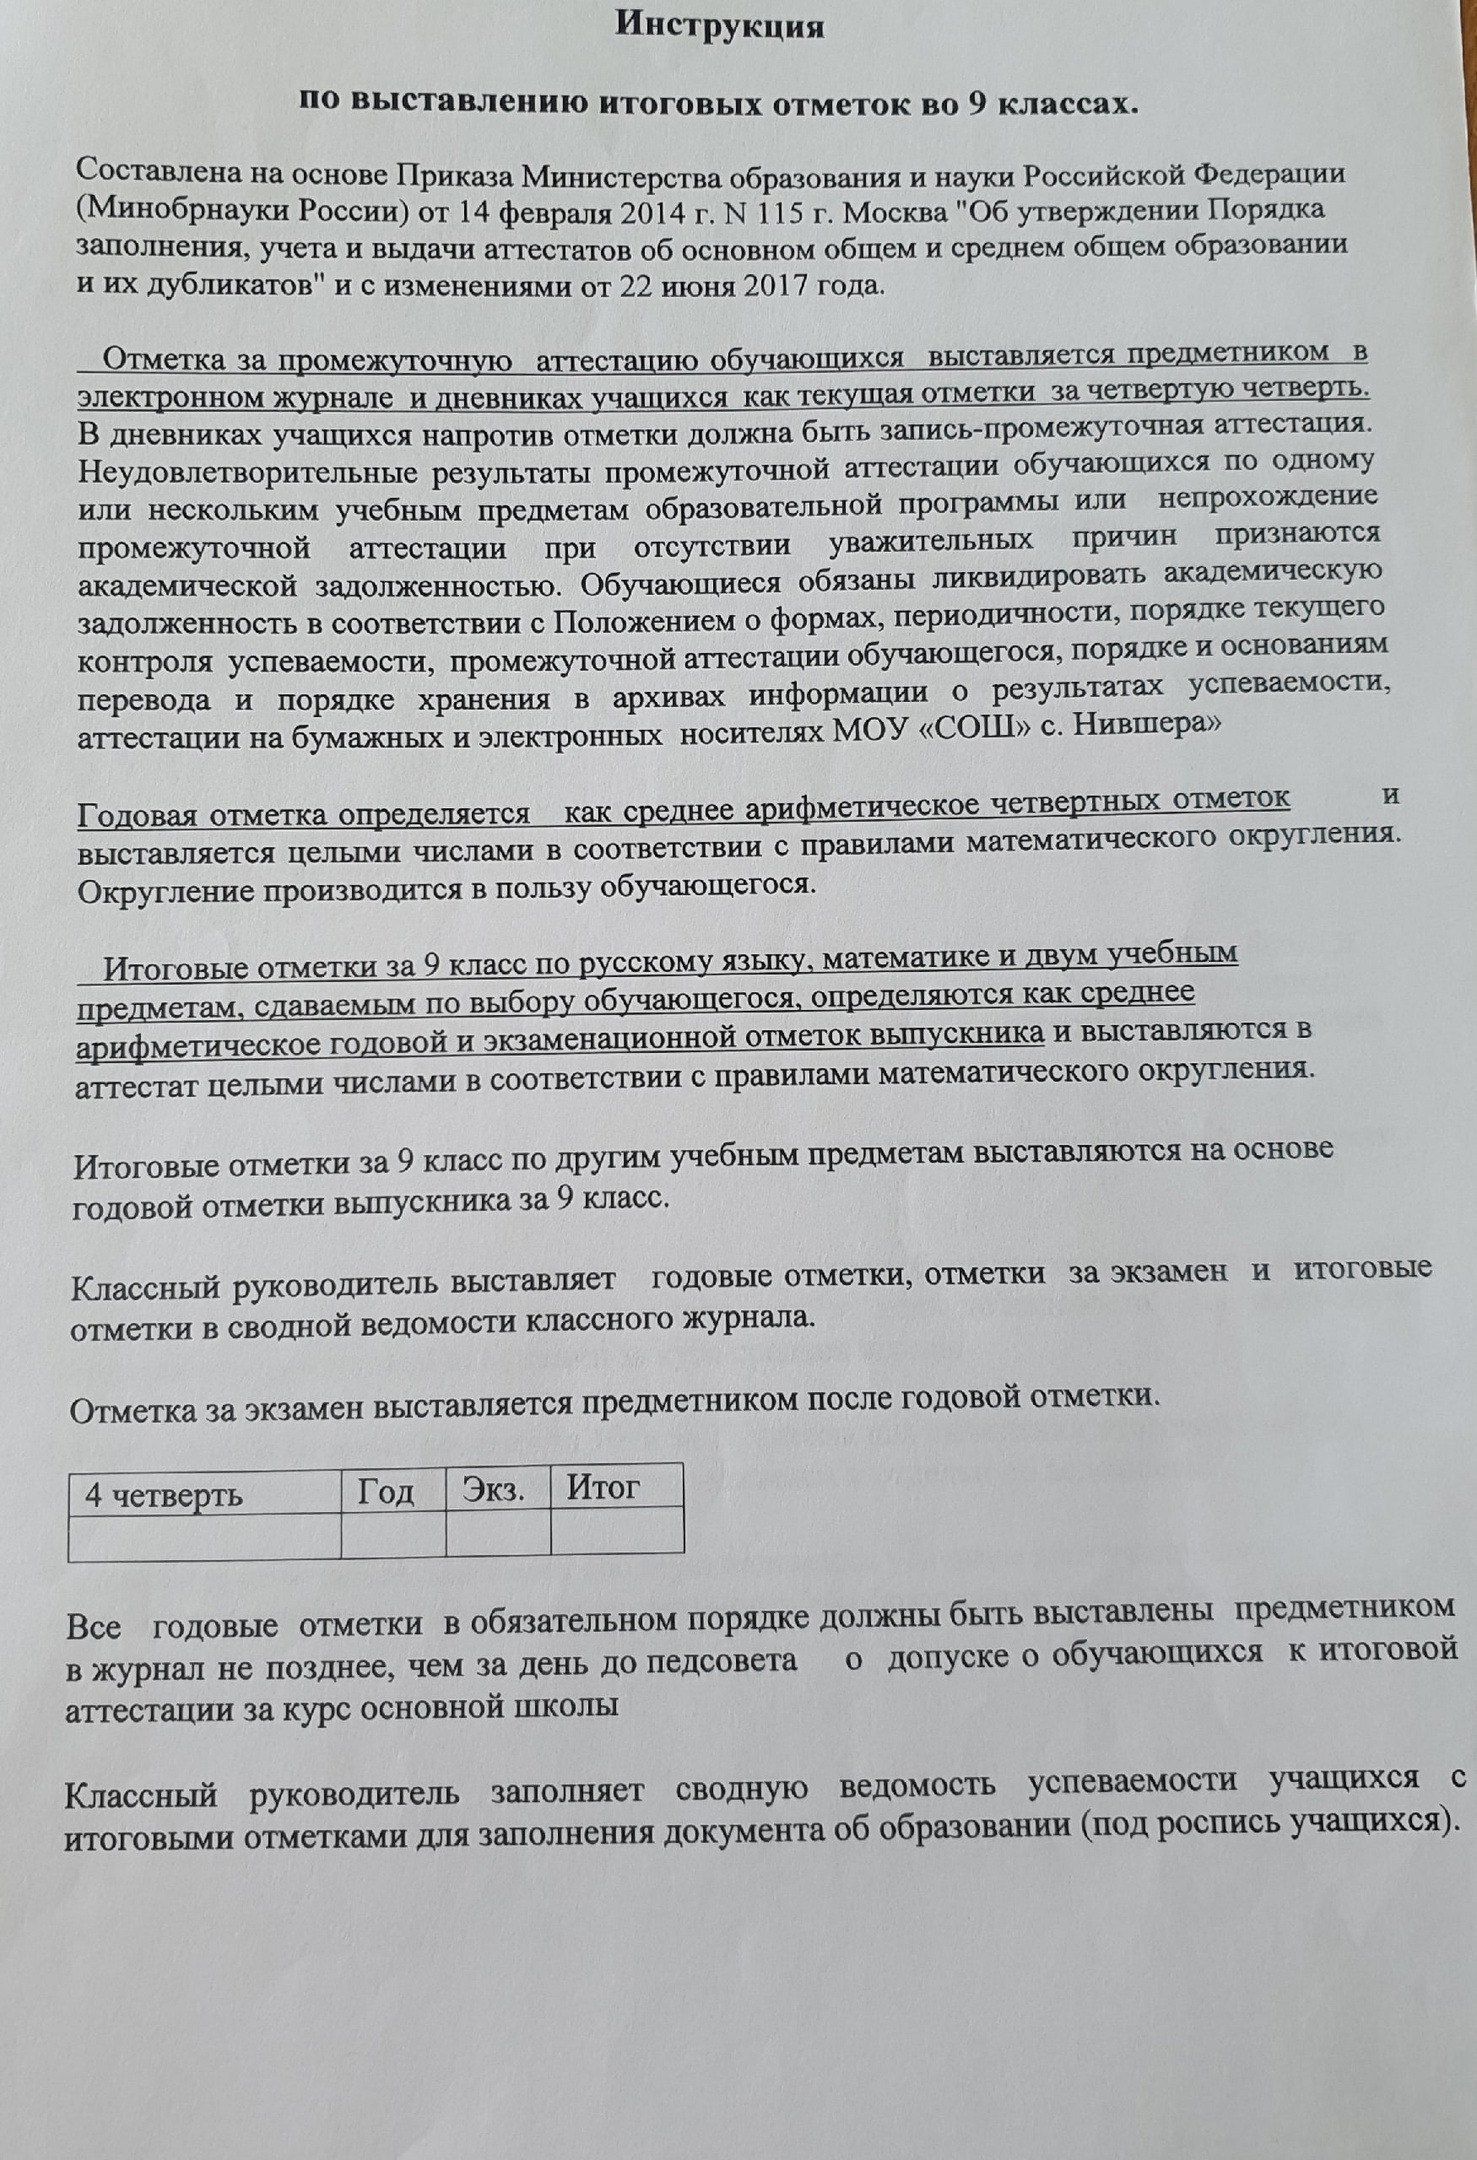 Инструкция
по выставлению итоговых отметок во 9 классах.
Составлена на основе Приказа Министерства образования и науки Российской Федерации
(Минобрнауки России) от 14 февраля 2014 г. N 115 г. Москва "Об утверждении Порядка
заполнения, учета и выдачи аттестатов об основном общем и среднем общем образовании
и их дубликатов" и с изменениями от 22 июня 2017 года.
Отметка за промежуточную аттестацию обучающихся выставляется предметником в
электронном журнале и дневниках учащихся как текущая отметки за четвертую четверть.
В дневниках учащихся напротив отметки должна быть запись-промежуточная аттестация.
Неудовлетворительные результаты промежуточной аттестации обучающихся по одному
или нескольким учебным предметам образовательной программы или непрохождение
промежуточной аттестации при отсутствии уважительных причин признаются
академической задолженностью. Обучающиеся обязаны ликвидировать академическую
задолженность в соответствии с Положением о формах, периодичности, порядке текущего
контроля успеваемости, промежуточной аттестации обучающегося, порядке и основаниям
перевода и порядке хранения в архивах информации о результатах успеваемости,
аттестации на бумажных и электронных носителях МОУ «СОШ» с. Нившера»
Годовая отметка определяется как среднее арифметическое четвертных отметок и
выставляется целыми числами в соответствии с правилами математического округления.
Округление производится в пользу обучающегося.
Итоговые отметки за 9 класс по русскому языку, математике и двум учебным
предметам, сдаваемым по выбору обучающегося, определяются как среднее
арифметическое годовой и экзаменационной отметок выпускника и выставляются в
аттестат целыми числами в соответствии с правилами математического округления.
Итоговые отметки за 9 класс по другим учебным предметам выставляются на основе
годовой отметки выпускника за 9 класс.
Классный руководитель выставляет годовые отметки, отметки за экзамен и итоговые
отметки в сводной ведомости классного журнала.
Отметка за экзамен выставляется предметником после годовой отметки.
4 четверть Год Экз. Итог
Все годовые отметки в обязательном порядке должны быть выставлены предметником
в журнал не позднее, чем за день до педсовета о допуске о обучающихся к итоговой
аттестации за курс основной школы
Классный руководитель заполняет сводную ведомость успеваемости учащихся с
итоговыми отметками для заполнения документа об образовании (под роспись учащихся).